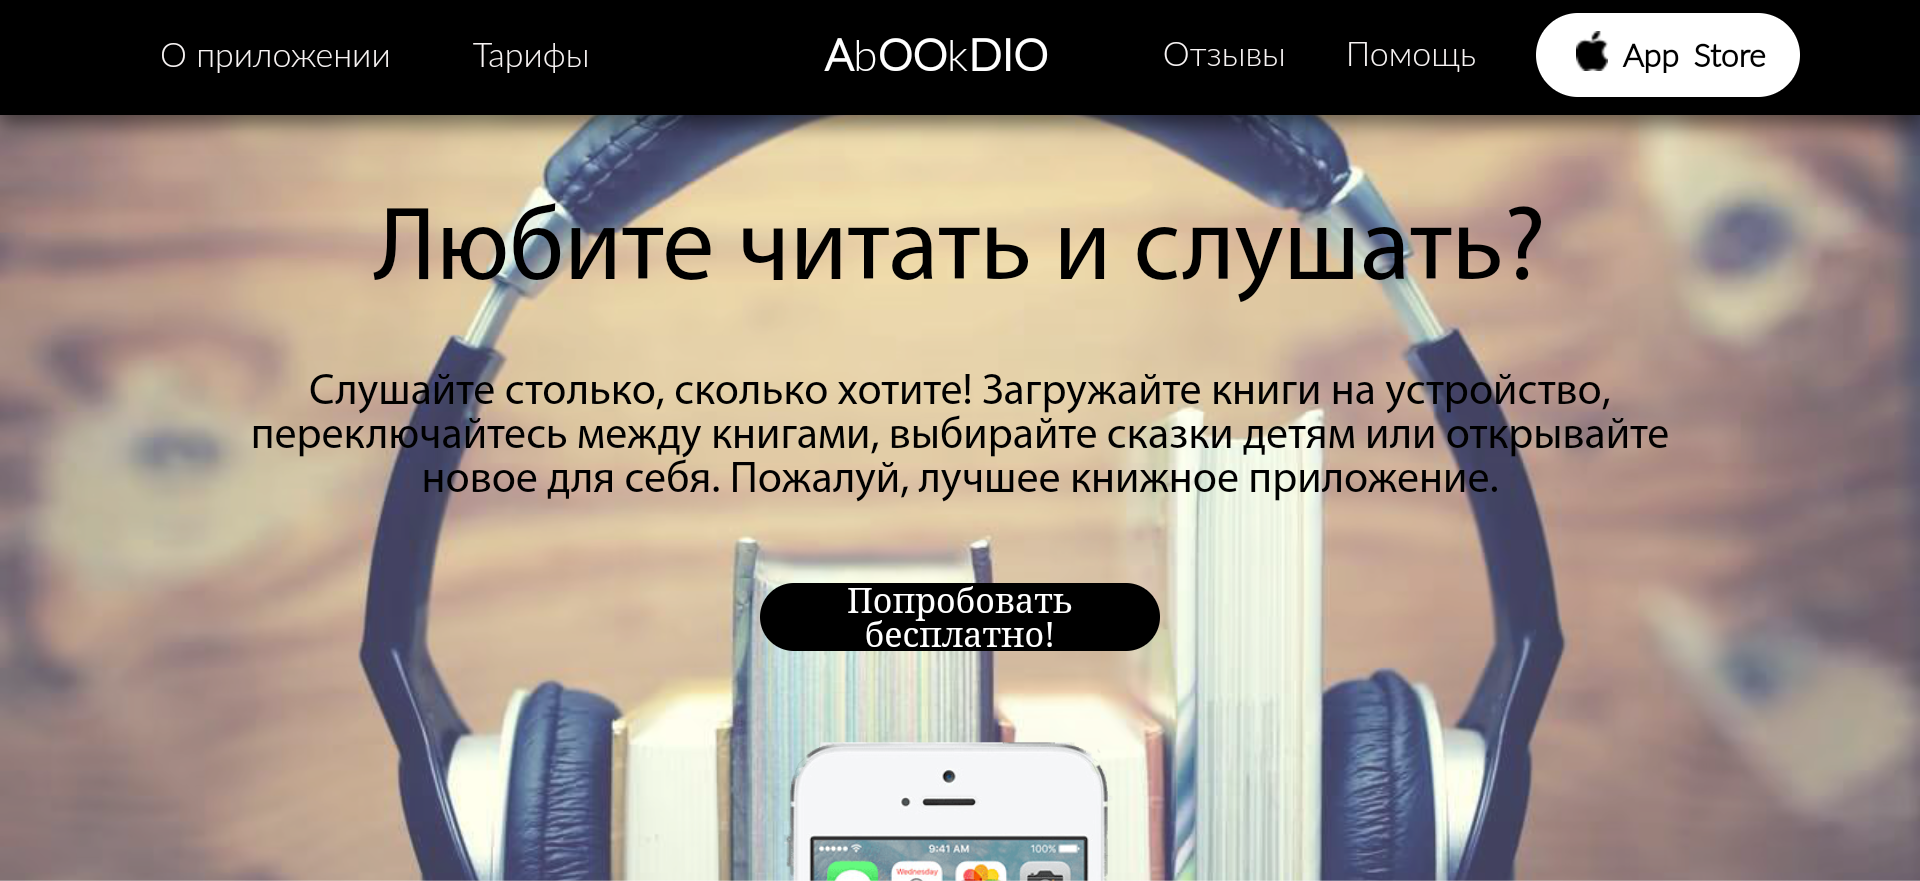 О приложении
Тарифы
AbOOkDIO
Отзывы
Помощь
App Store
Любите читать и слушать?
Слушайте столько, сколько хотите! Загружайте книги на устройство,
переключайтесь между книгами, выбирайте сказки детям или открывайте
новое для себя. Пожалуй, лучшее книжное приложение.
Попробовать
бесплатно!
9:41 AM
100%
Wednesday